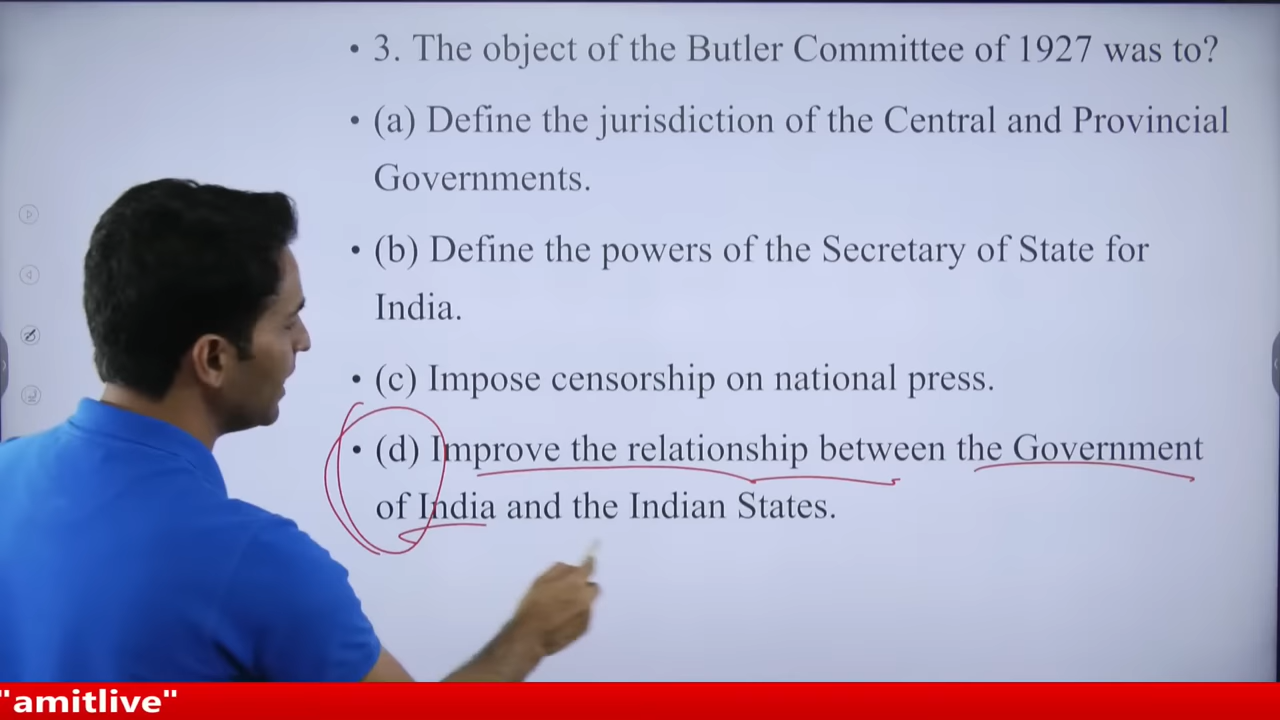 • 3. The object of the Butler Committee of 1927 was to?
• (a) Define the jurisdiction of the Central and Provincial
Governments.
• (b) Define the powers of the Secretary of State for
India.
• (c) Impose censorship on national press.
• (d) Improve the relationship between the Government
of India and the Indian States.
"amitlive"